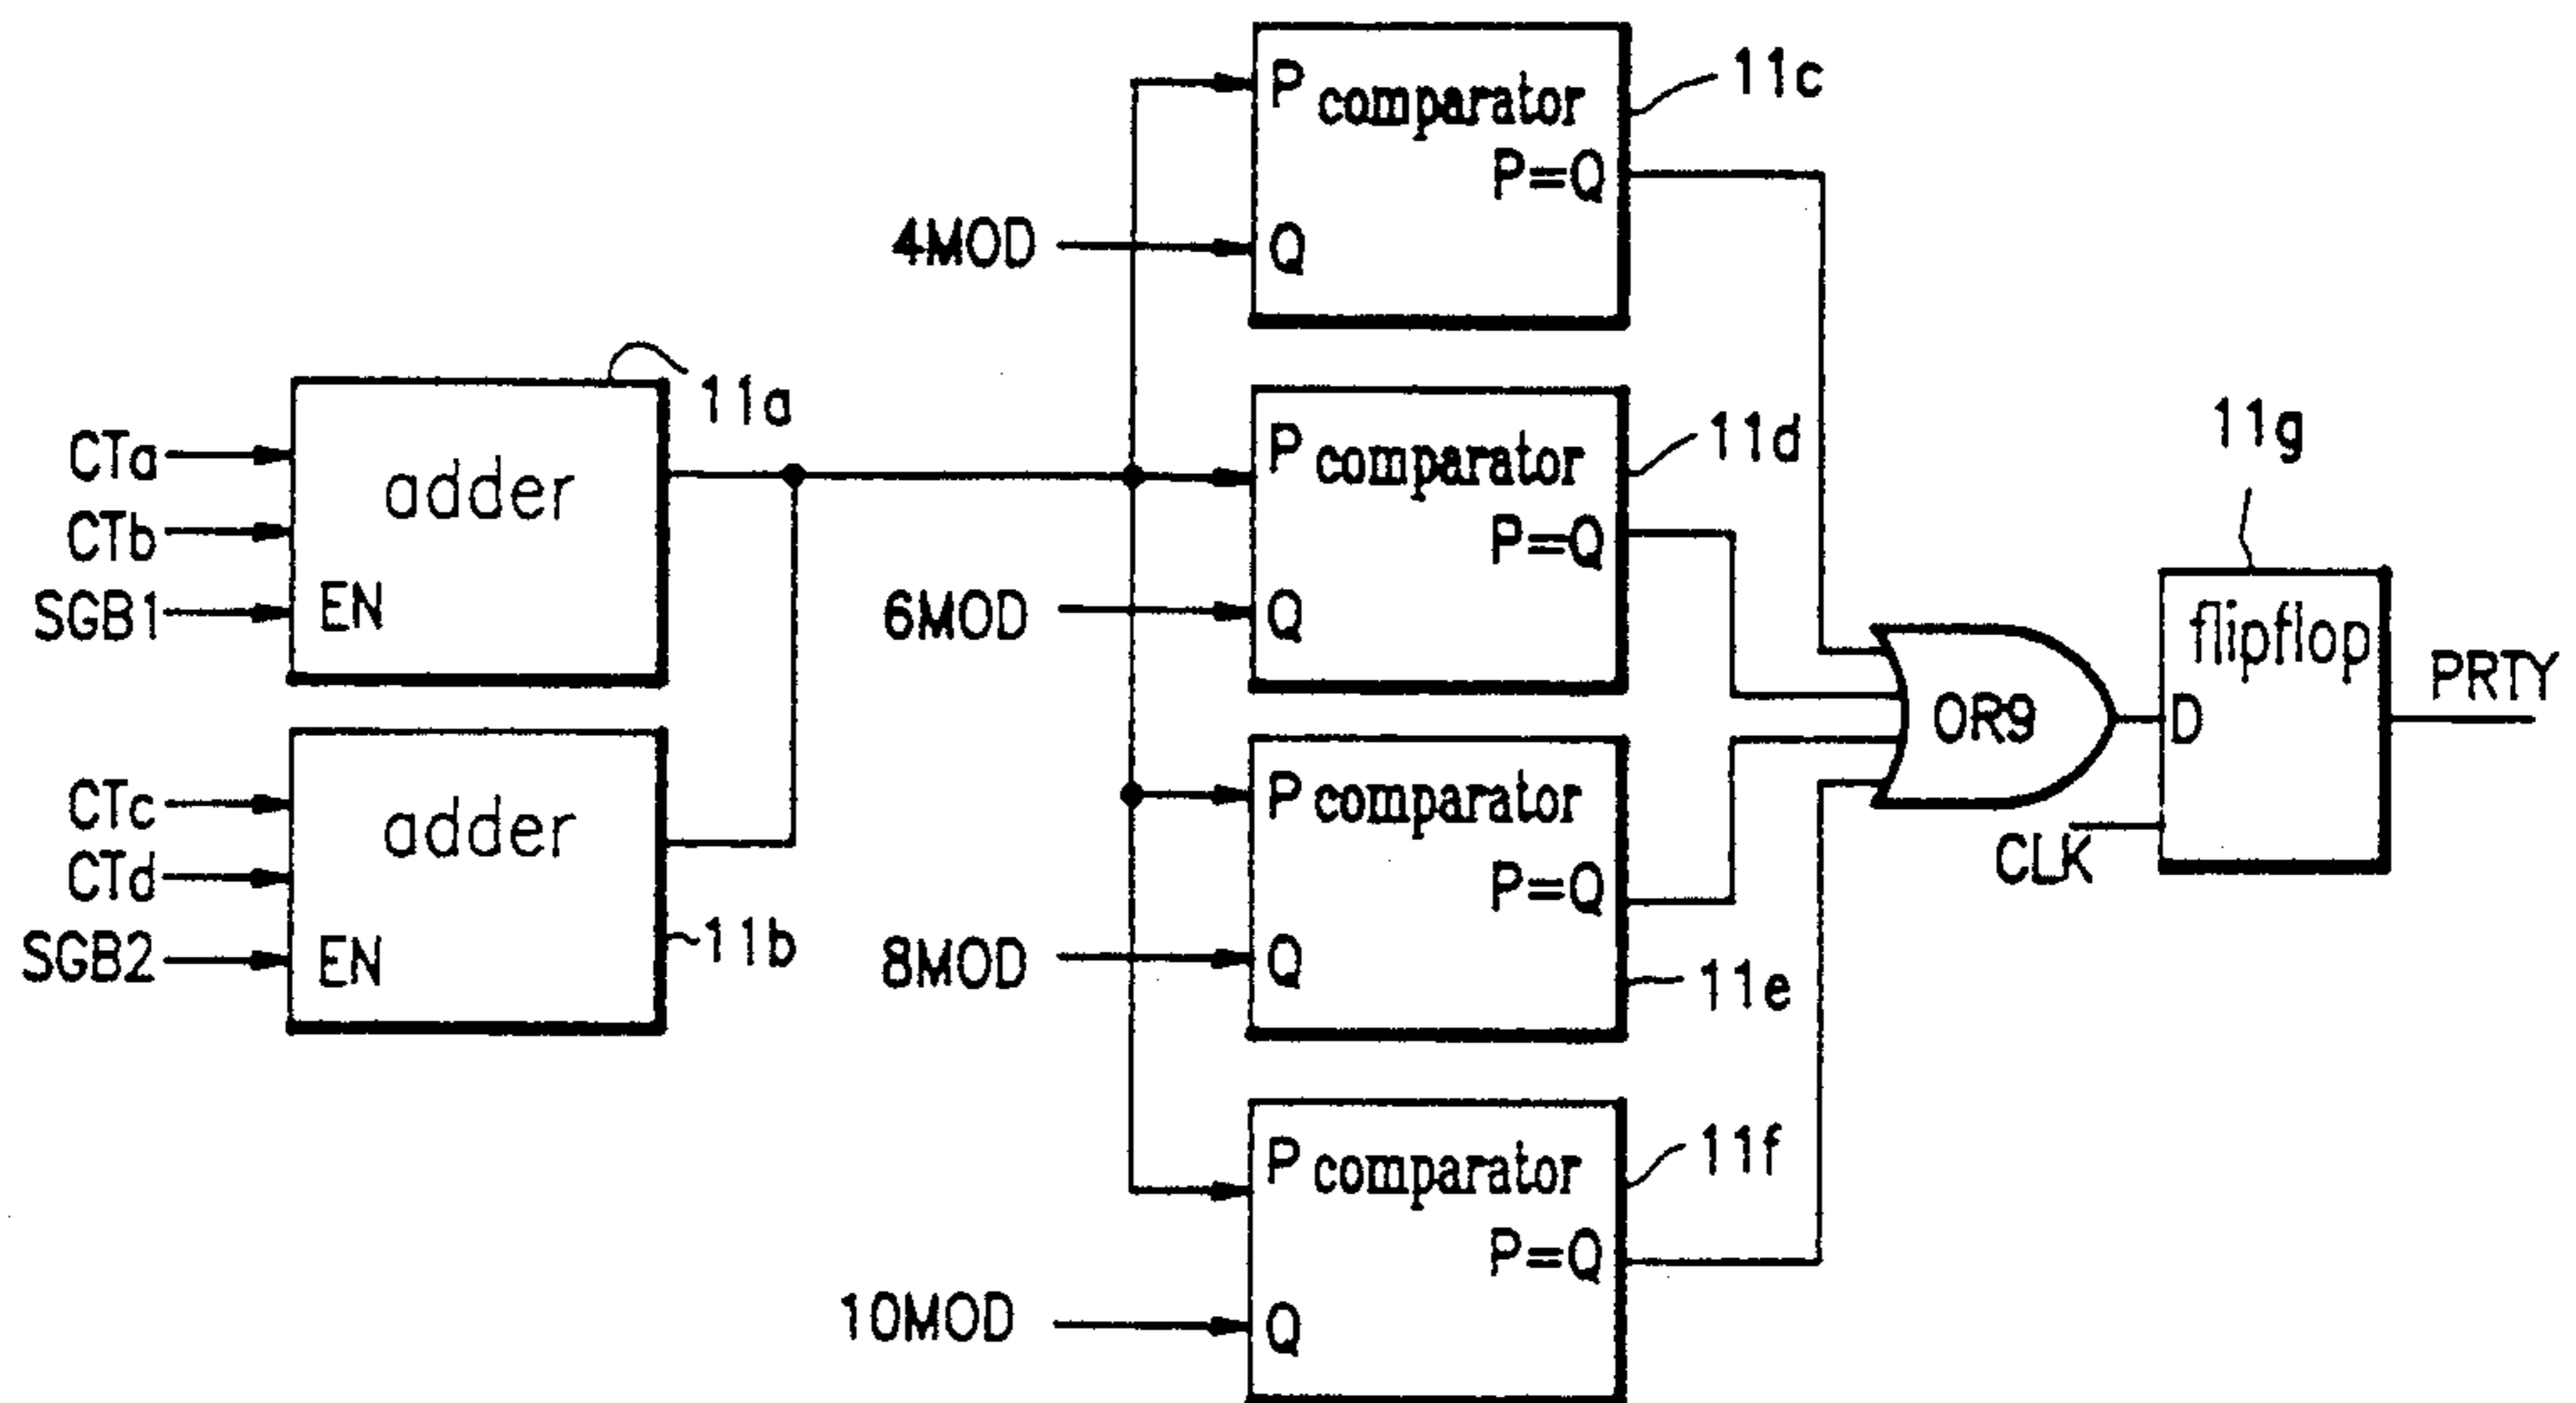 CTa
CTb
SGB1
EN
adder
11a
CTc
CTd
SGB2
EN
adder
11b
P comparator
P=Q
Q
4MOD
11c
P comparator
P=Q
Q
6MOD
11d
P comparator
P=Q
Q
8MOD
11e
P comparator
P=Q
Q
10MOD
11f
OR9
11g
flipflop
D
CLK
PRTY